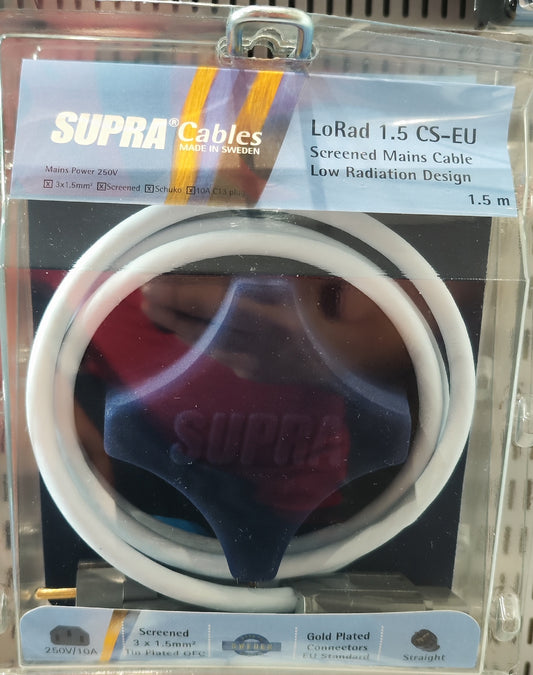 SUPRA® Cables
MADE IN SWEDEN
LoRad 1.5 CS-EU
Screened Mains Cable
Low Radiation Design
1.5 m
Mains Power 250V
☒ 3x1,5mm² ☒ Screened ☒ Schuko ☒ 10A C13 plug
SUPRA
250V/10A
Screened
3 x 1.5mm²
Tin Plated OFC
SWEDEN
Gold Plated
Connectors
EU Standard
Straight